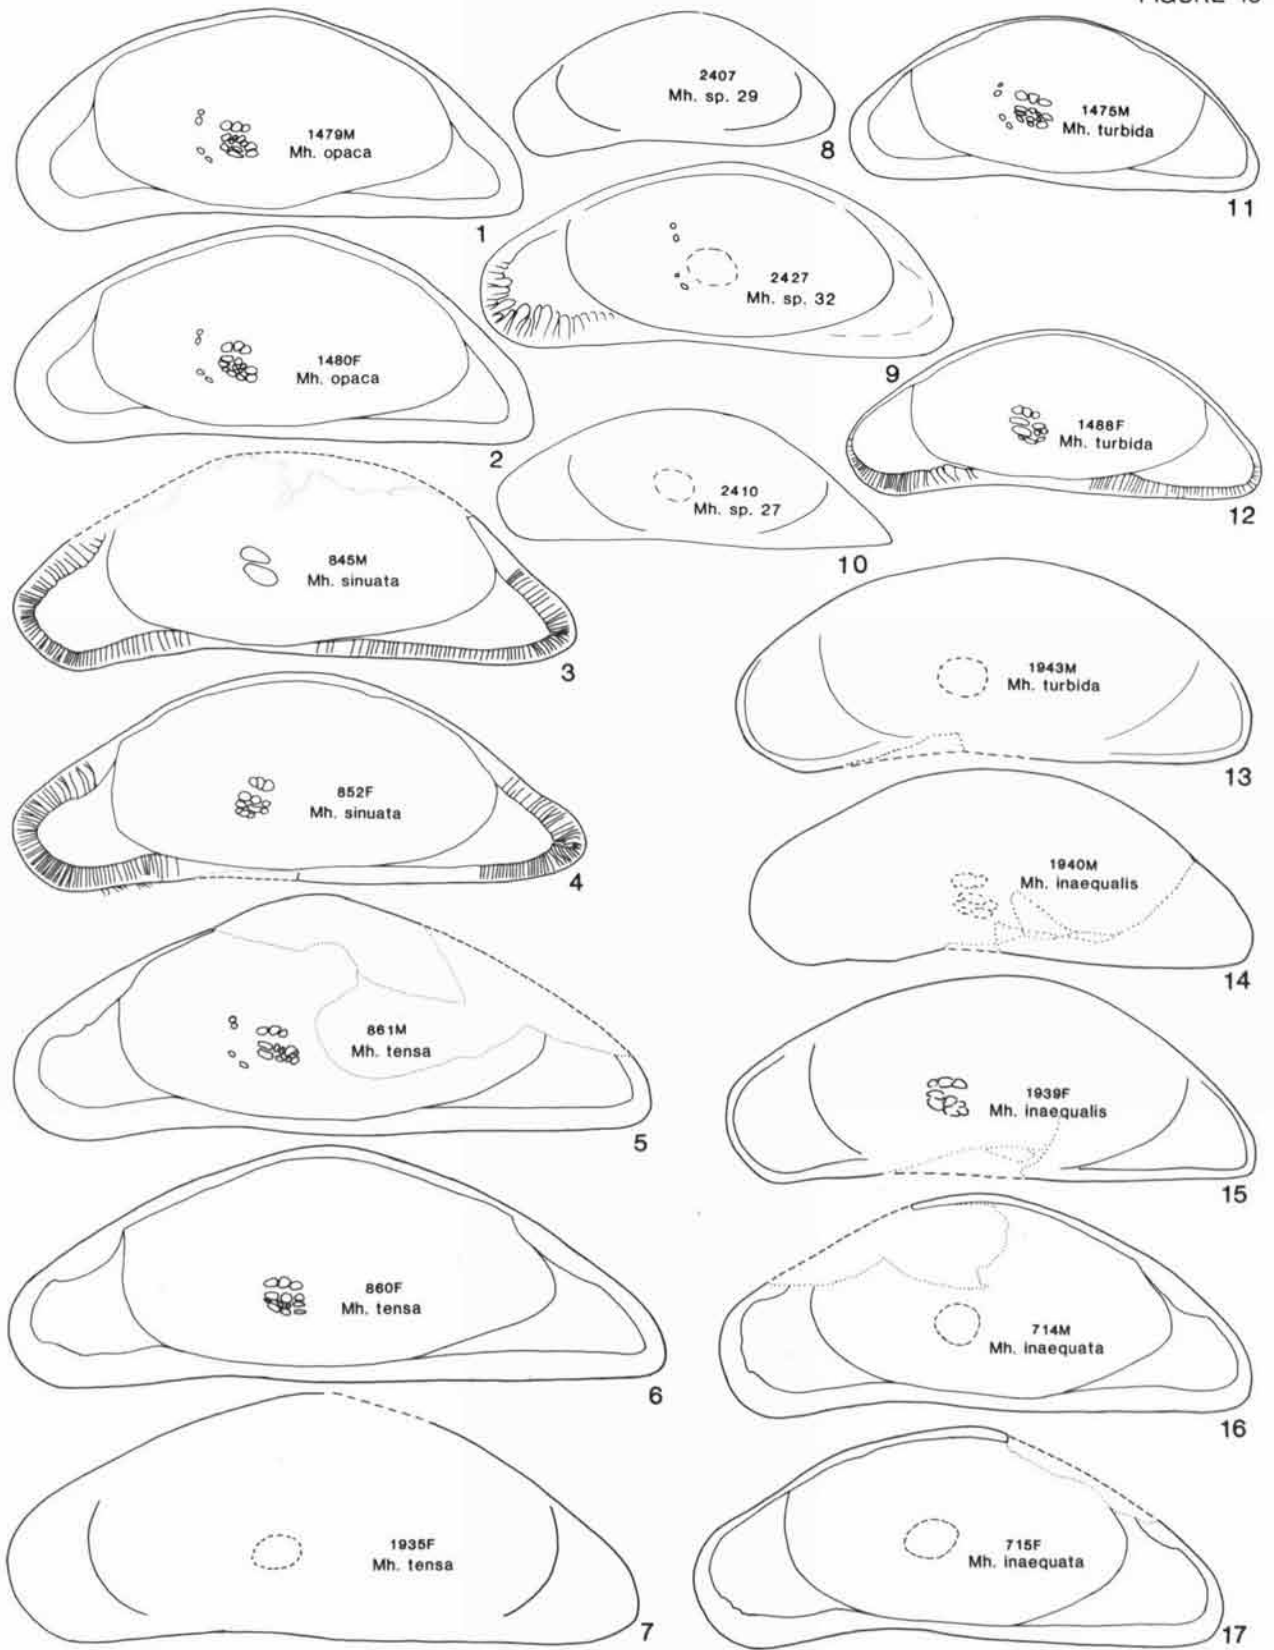 1479M
Mh. opaca
1
1480F
Mh. opaca
2
845M
Mh. sinuata
3
852F
Mh. sinuata
4
861M
Mh. tensa
5
860F
Mh. tensa
6
1935F
Mh. tensa
7
2407
Mh. sp. 29
8
2427
Mh. sp. 32
9
2410
Mh. sp. 27
10
1475M
Mh. turbida
11
1488F
Mh. turbida
12
1943M
Mh. turbida
13
1940M
Mh. inaequalis
14
1939F
Mh. inaequalis
15
714M
Mh. inaequata
16
715F
Mh. inaequata
17